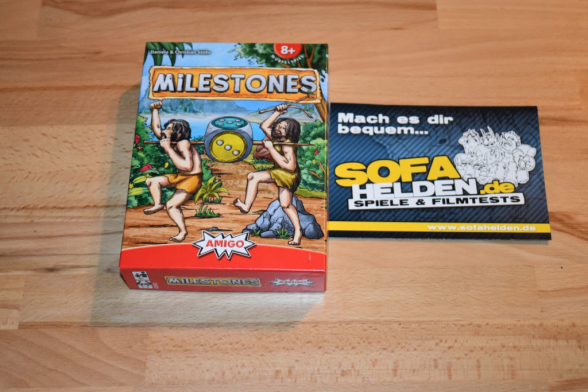 8+
MILESTONES
AMIGO
MILESTONES
Mach es dir
bequem...
SOFA
HELDEN.de
SPIELE & FILMTESTS
www.sofahelden.de